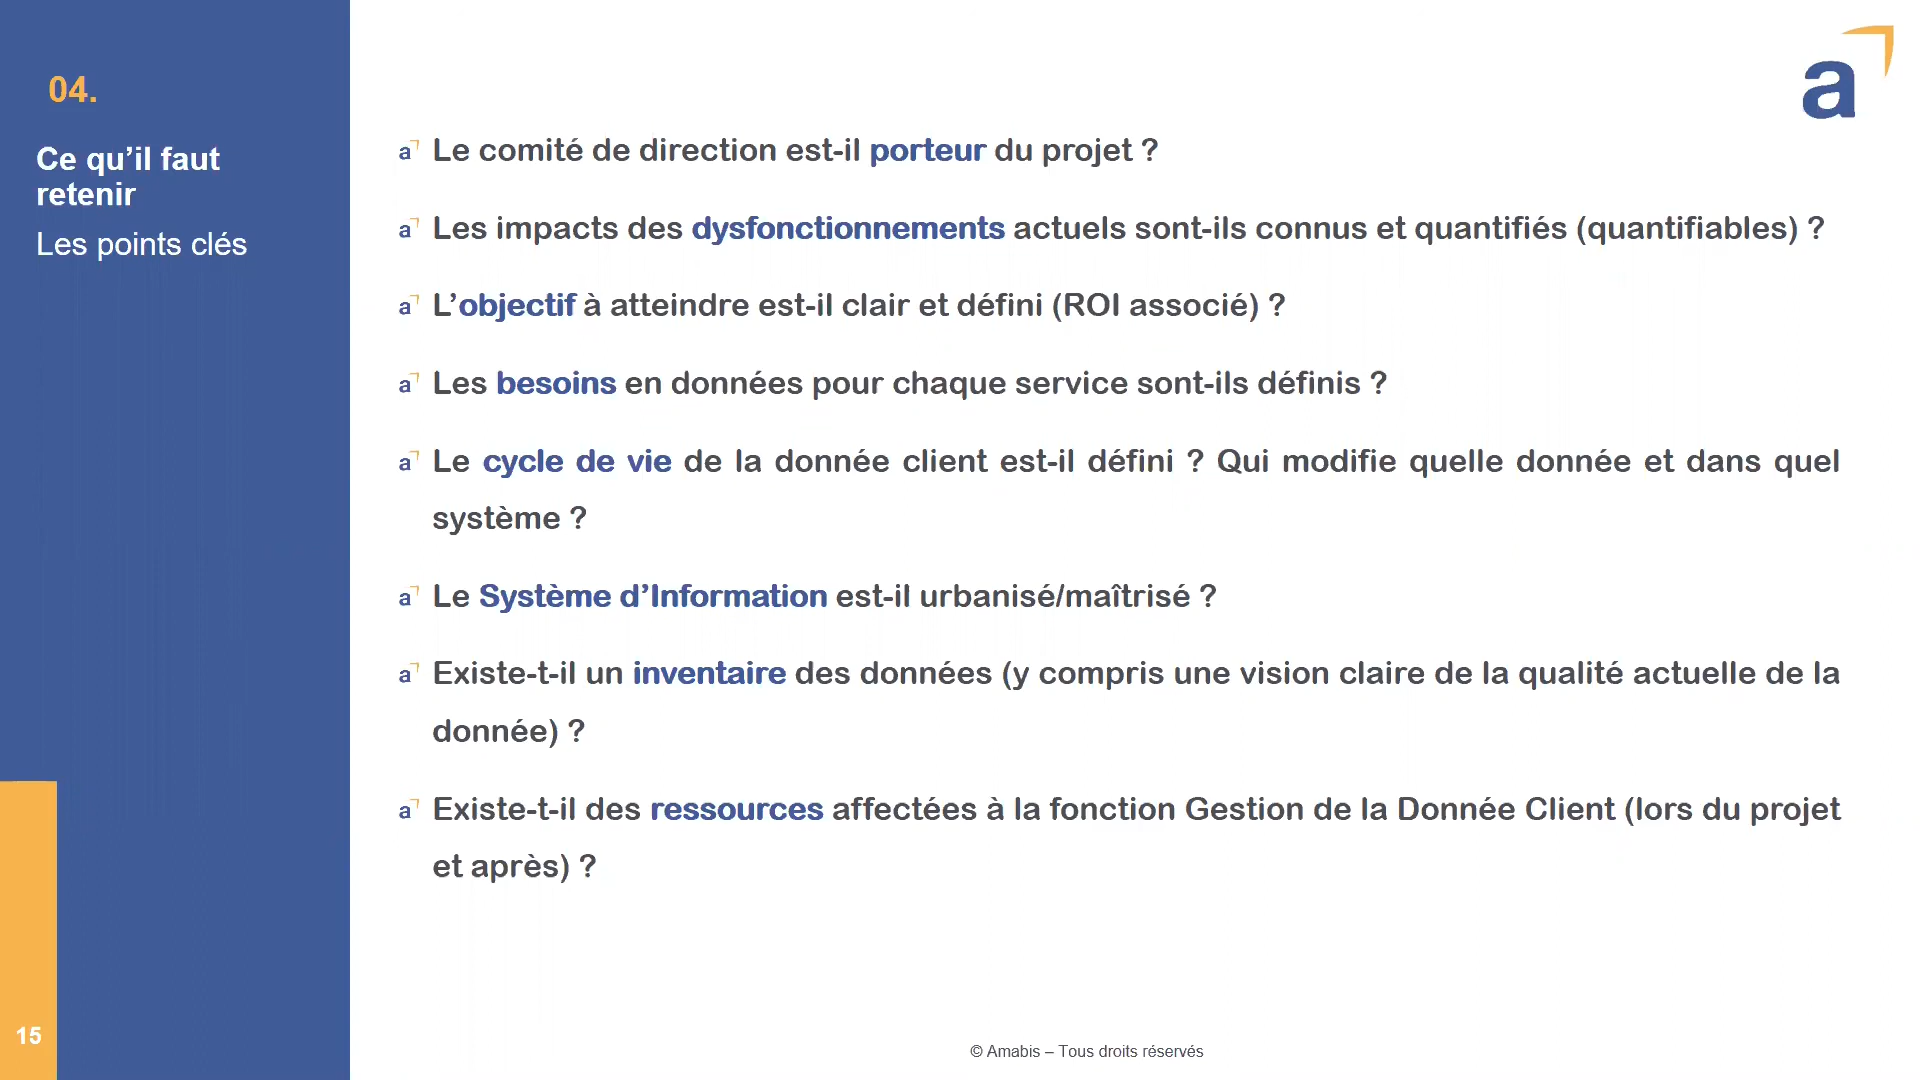 04.
Ce qu’il faut
retenir
Les points clés
a
Le comité de direction est-il porteur du projet ?
Les impacts des dysfonctionnements actuels sont-ils connus et quantifiés (quantifiables) ?
L’objectif à atteindre est-il clair et défini (ROI associé) ?
Les besoins en données pour chaque service sont-ils définis ?
Le cycle de vie de la donnée client est-il défini ? Qui modifie quelle donnée et dans quel
système ?
Le Système d’Information est-il urbanisé/maîtrisé ?
Existe-t-il un inventaire des données (y compris une vision claire de la qualité actuelle de la
donnée) ?
Existe-t-il des ressources affectées à la fonction Gestion de la Donnée Client (lors du projet
et après) ?
15
© Amabis – Tous droits réservés